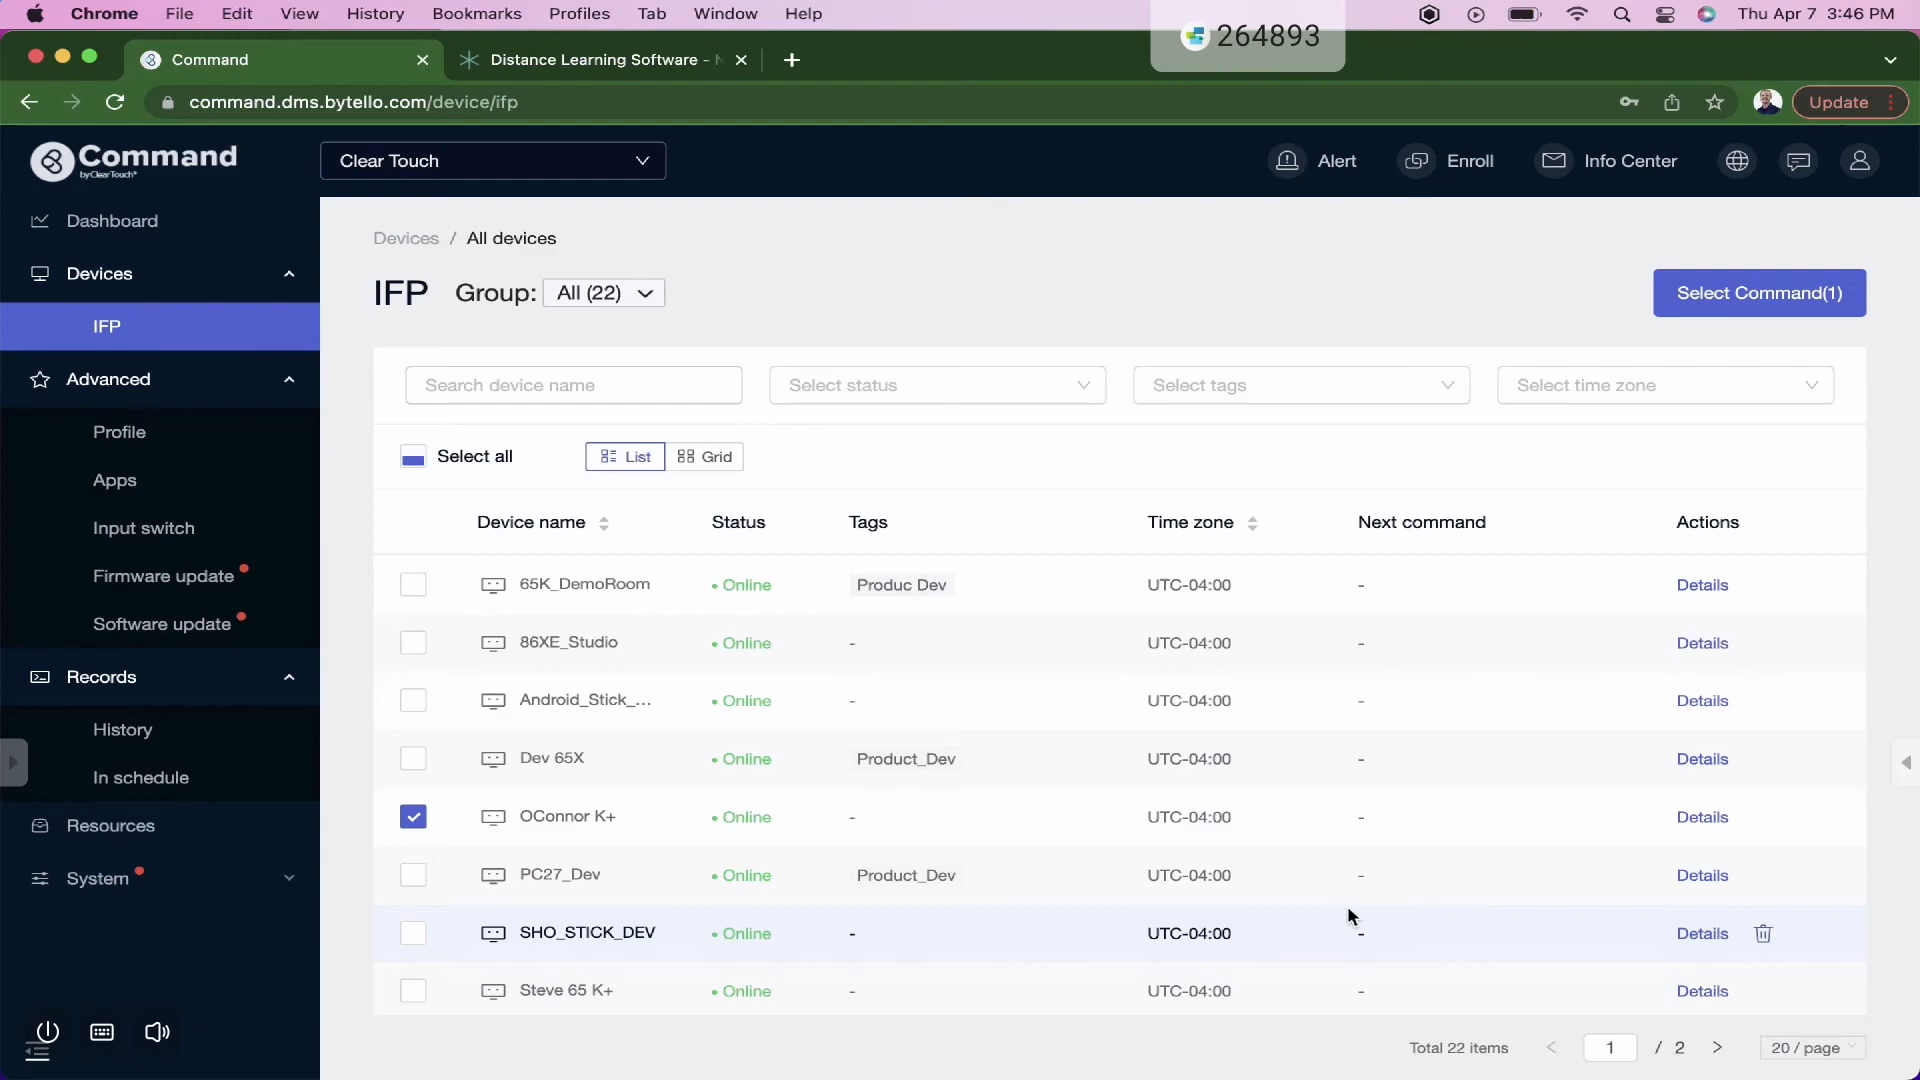 Chrome File Edit View History Bookmarks Profiles Tab Window Help Thu Apr 7 3:46 PM
264893
Command Distance Learning Software -
command.dms.bytello.com/device/ifp Update
Command
by ClearTouch
Clear Touch
Alert Enroll Info Center
Dashboard
Devices
IFP
Advanced
Profile
Apps
Input switch
Firmware update
Software update
Records
History
In schedule
Resources
System
Devices / All devices
IFP Group: All (22) Select Command(1)
Search device name Select status Select tags Select time zone
Select all List Grid
Device name Status Tags Time zone Next command Actions
65K_DemoRoom • Online Produc Dev UTC-04:00 - Details
86XE_Studio • Online - UTC-04:00 - Details
Android_Stick_... • Online - UTC-04:00 - Details
Dev 65X • Online Product_Dev UTC-04:00 - Details
OConnor K+ • Online - UTC-04:00 - Details
PC27_Dev • Online Product_Dev UTC-04:00 - Details
SHO_STICK_DEV • Online - UTC-04:00 - Details
Steve 65 K+ • Online - UTC-04:00 - Details
Total 22 items < 1 / 2 > 20 / page